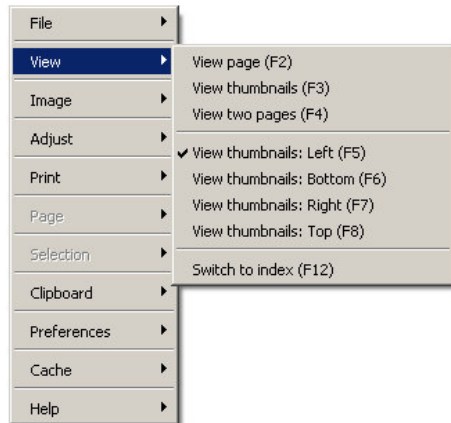 File
View
Image
Adjust
Print
Page
Selection
Clipboard
Preferences
Cache
Help
View page (F2)
View thumbnails (F3)
View two pages (F4)
View thumbnails: Left (F5)
View thumbnails: Bottom (F6)
View thumbnails: Right (F7)
View thumbnails: Top (F8)
Switch to index (F12)